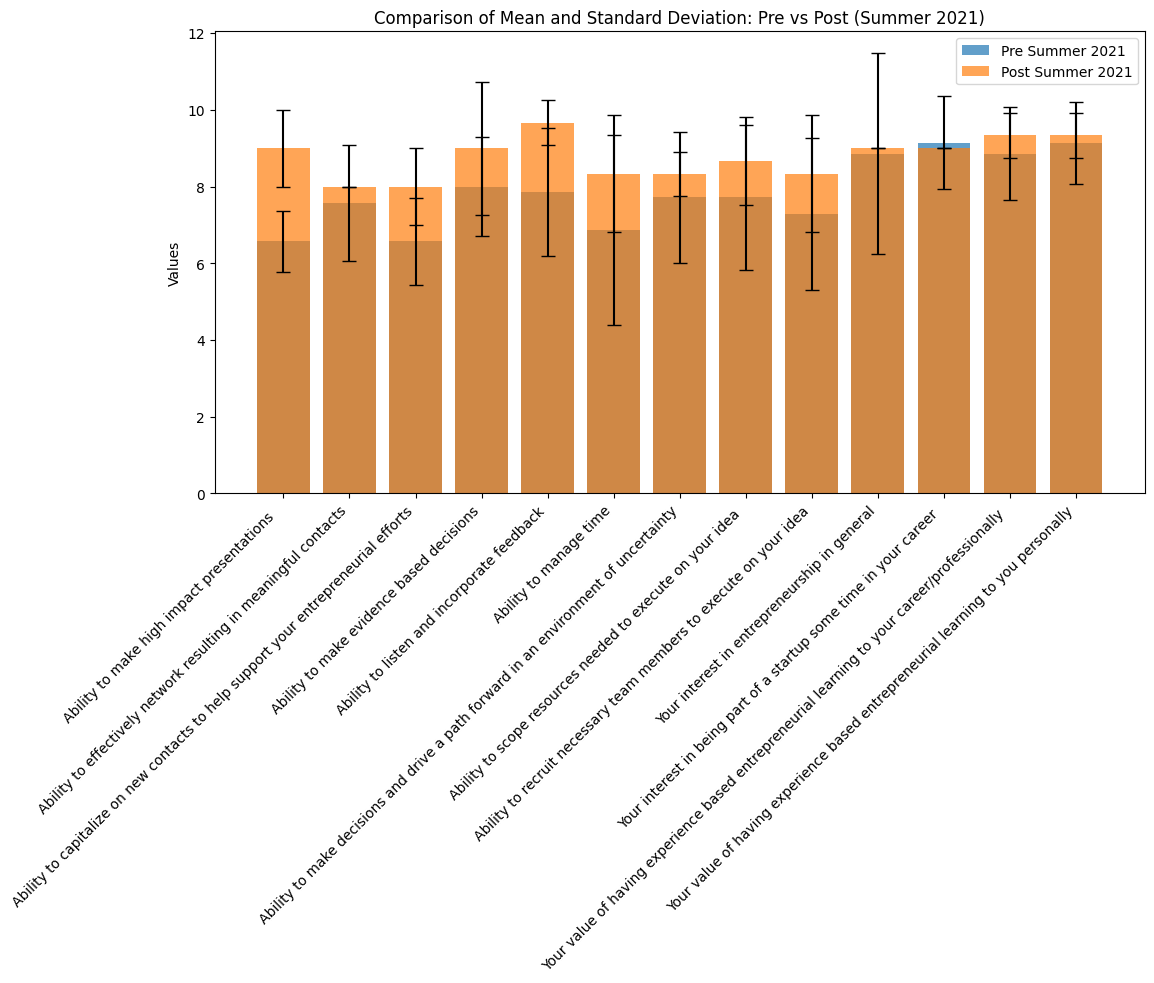 Comparison of Mean and Standard Deviation: Pre vs Post (Summer 2021)
Pre Summer 2021
Post Summer 2021
Values
12
10
8
6
4
2
0
Ability to make high impact presentations
Ability to effectively network resulting in meaningful contacts
Ability to capitalize on new contacts to help support your entrepreneurial efforts
Ability to make evidence based decisions
Ability to listen and incorporate feedback
Ability to manage time
Ability to make decisions and drive a path forward in an environment of uncertainty
Ability to scope resources needed to execute on your idea
Ability to recruit necessary team members to execute on your idea
Your interest in entrepreneurship in general
Your interest in being part of a startup some time in your career
Your value of having experience based entrepreneurial learning to your career/professionally
Your value of having experience based entrepreneurial learning to you personally